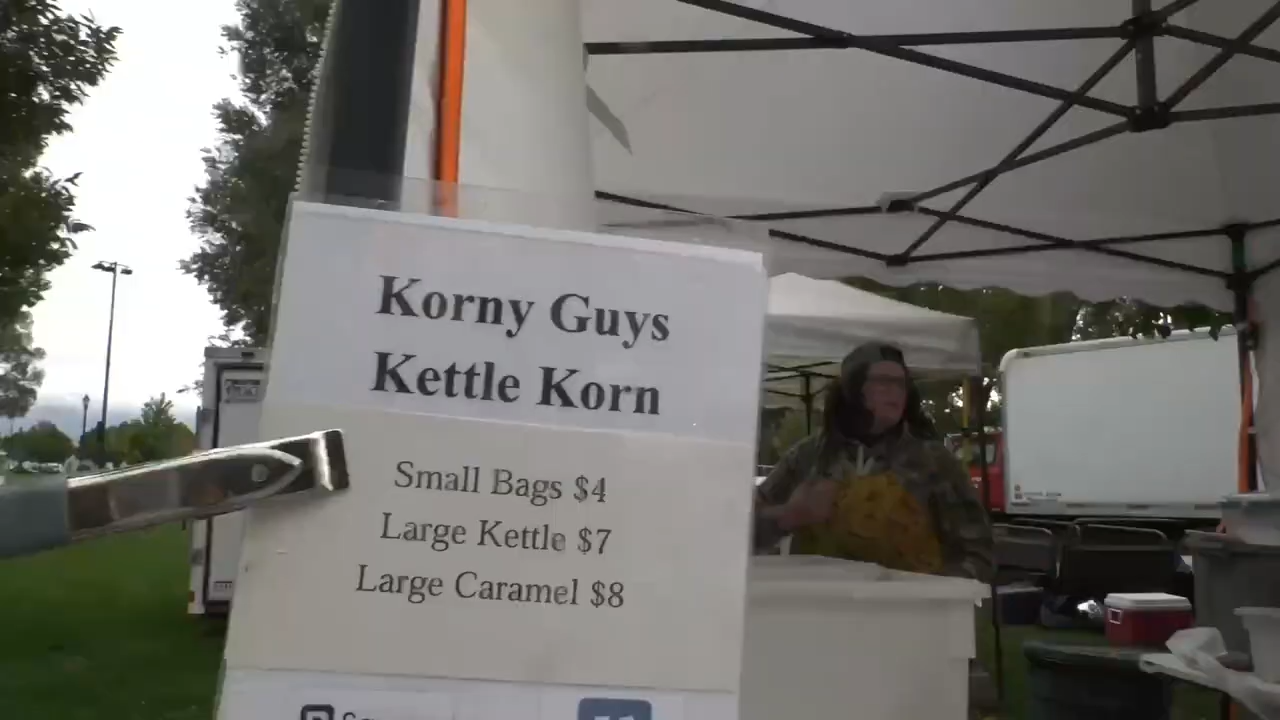 Korny Guys
Kettle Korn
Small Bags $4
Large Kettle $7
Large Caramel $8